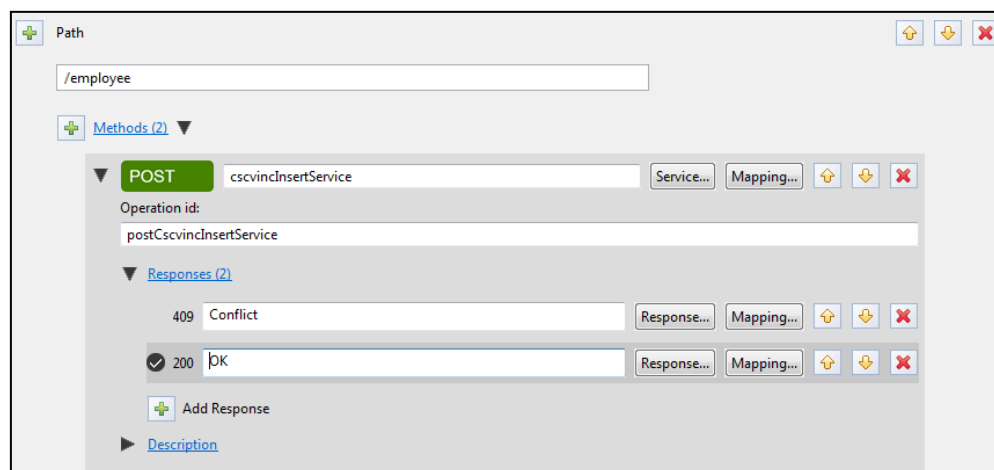 Path
/employee
Methods (2)
POST cscvincInsertService Service... Mapping...
Operation id:
postCscvincInsertService
Responses (2)
409 Conflict Response... Mapping...
200 OK Response... Mapping...
Add Response
Description